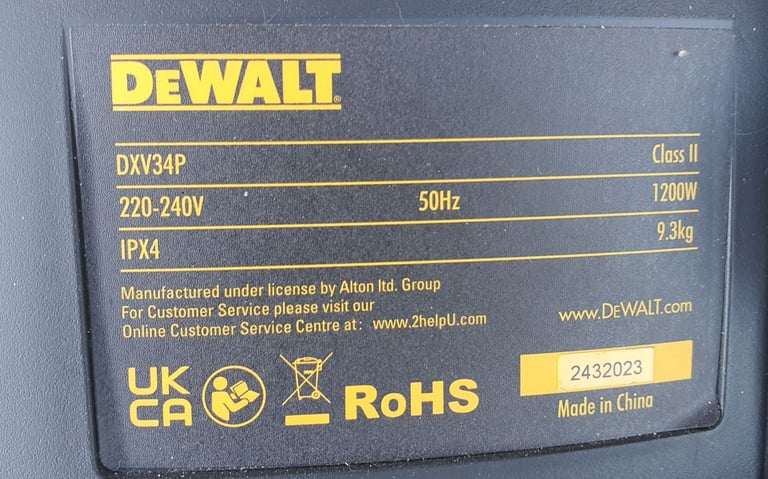 DEWALT®
DXV34P Class II
220-240V 50Hz 1200W
IPX4 9.3kg
Manufactured under license by Alton ltd. Group
For Customer Service please visit our
Online Customer Service Centre at: www.2helpU.com
www.DEWALT.com
UK
CA
RoHS
2432023
Made in China